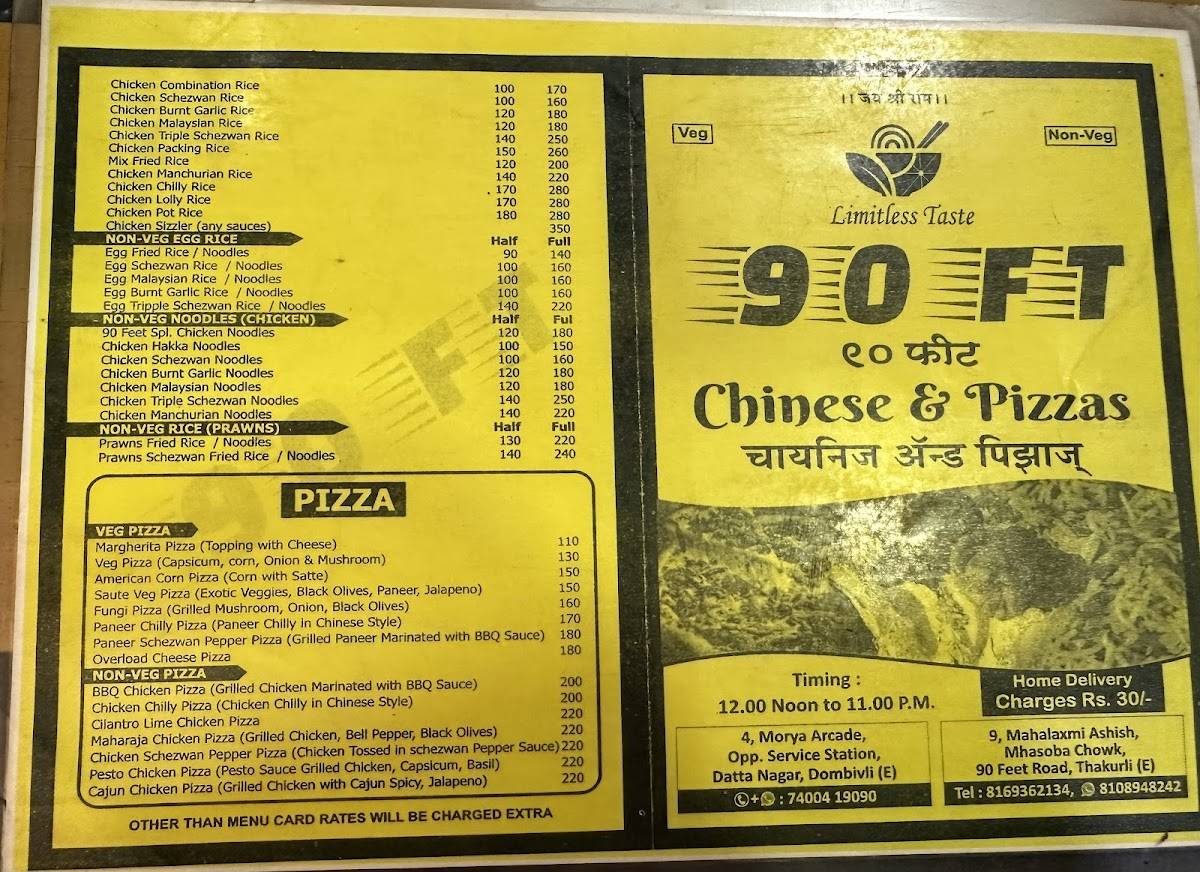 Chicken Combination Rice 100 170
Chicken Schezwan Rice 100 160
Chicken Burnt Garlic Rice 120 180
Chicken Malaysian Rice 120 180
Chicken Triple Schezwan Rice 140 250
Chicken Packing Rice 150 260
Mix Fried Rice 120 200
Chicken Manchurian Rice 140 220
Chicken Chilly Rice 170 280
Chicken Lolly Rice 170 280
Chicken Pot Rice 180 280
Chicken Sizzler (any sauces) 350
NON-VEG EGG RICE Half Full
Egg Fried Rice / Noodles 90 140
Egg Schezwan Rice / Noodles 100 160
Egg Malaysian Rice / Noodles 100 160
Egg Burnt Garlic Rice / Noodles 100 160
Egg Tripple Schezwan Rice / Noodles 140 220
NON-VEG NOODLES (CHICKEN) Half Ful
90 Feet Spl. Chicken Noodles 120 180
Chicken Hakka Noodles 100 150
Chicken Schezwan Noodles 100 160
Chicken Burnt Garlic Noodles 120 180
Chicken Malaysian Noodles 120 180
Chicken Triple Schezwan Noodles 140 250
Chicken Manchurian Noodles 140 220
NON-VEG RICE (PRAWNS) Half Full
Prawns Fried Rice / Noodles 130 220
Prawns Schezwan Fried Rice / Noodles 140 240
90 FT
PIZZA
VEG PIZZA
Margherita Pizza (Topping with Cheese) 110
Veg Pizza (Capsicum, corn, Onion & Mushroom) 130
American Corn Pizza (Corn with Satte) 150
Saute Veg Pizza (Exotic Veggies, Black Olives, Paneer, Jalapeno) 150
Fungi Pizza (Grilled Mushroom, Onion, Black Olives) 160
Paneer Chilly Pizza (Paneer Chilly in Chinese Style) 170
Paneer Schezwan Pepper Pizza (Grilled Paneer Marinated with BBQ Sauce) 180
Overload Cheese Pizza 180
NON-VEG PIZZA
BBQ Chicken Pizza (Grilled Chicken Marinated with BBQ Sauce) 200
Chicken Chilly Pizza (Chicken Chilly in Chinese Style) 200
Cilantro Lime Chicken Pizza 220
Maharaja Chicken Pizza (Grilled Chicken, Bell Pepper, Black Olives) 220
Chicken Schezwan Pepper Pizza (Chicken Tossed in schezwan Pepper Sauce) 220
Pesto Chicken Pizza (Pesto Sauce Grilled Chicken, Capsicum, Basil) 220
Cajun Chicken Pizza (Grilled Chicken with Cajun Spicy, Jalapeno) 220
OTHER THAN MENU CARD RATES WILL BE CHARGED EXTRA
।। जय श्री राम।।
Veg
Non-Veg
Limitless Taste
90 FT
९० फीट
Chinese & Pizzas
चायनिज ॲन्ड पिझाज्
Timing :
12.00 Noon to 11.00 P.M.
Home Delivery
Charges Rs. 30/-
4, Morya Arcade,
Opp. Service Station,
Datta Nagar, Dombivli (E)
+ : 74004 19090
9, Mahalaxmi Ashish,
Mhasoba Chowk,
90 Feet Road, Thakurli (E)
Tel : 8169362134, 8108948242